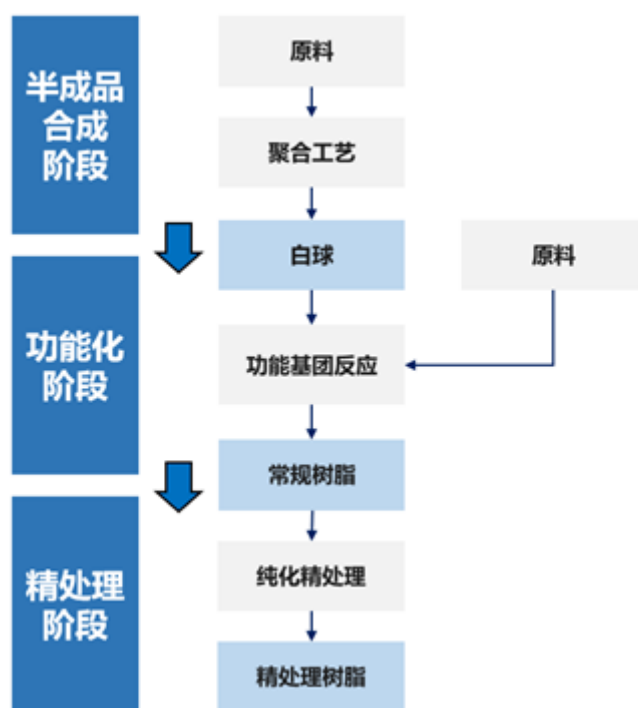 半成品
合成
阶段
原料
聚合工艺
白球
原料
功能化
阶段
功能基团反应
常规树脂
精处理
阶段
纯化精处理
精处理树脂